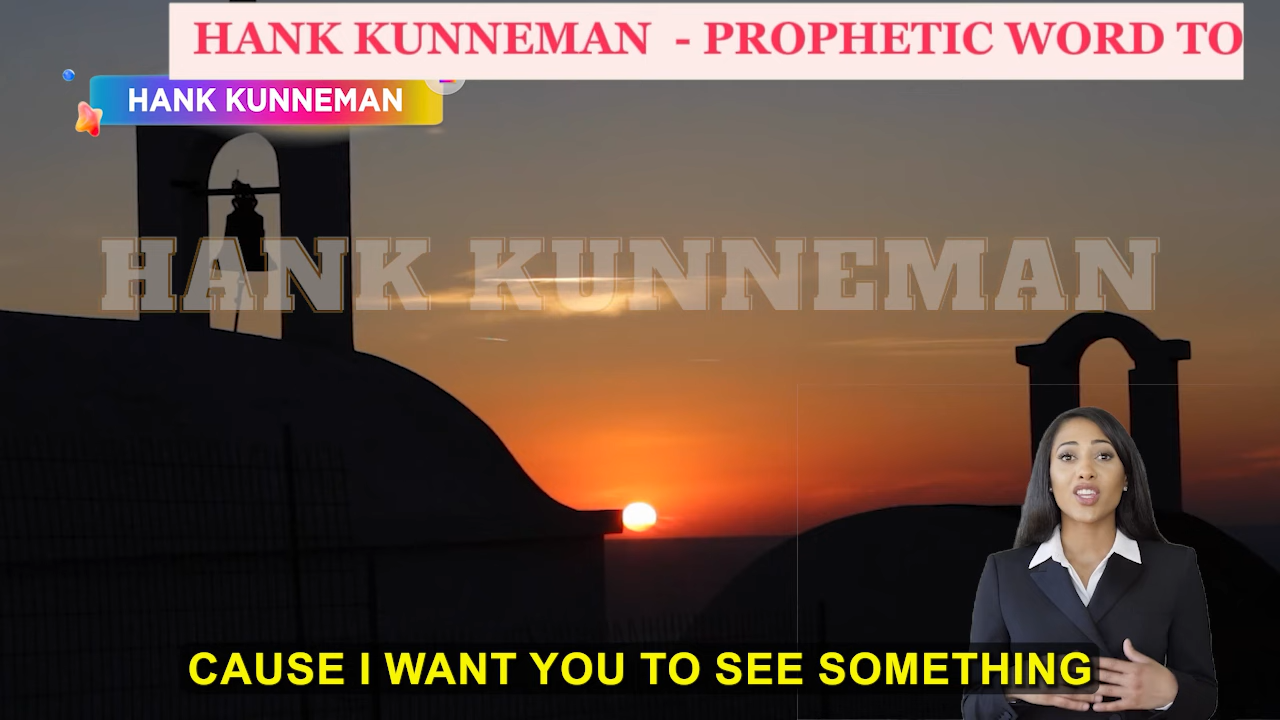 HANK KUNNEMAN - PROPHETIC WORD TO
HANK KUNNEMAN
HANK KUNNEMAN
CAUSE I WANT YOU TO SEE SOMETHING